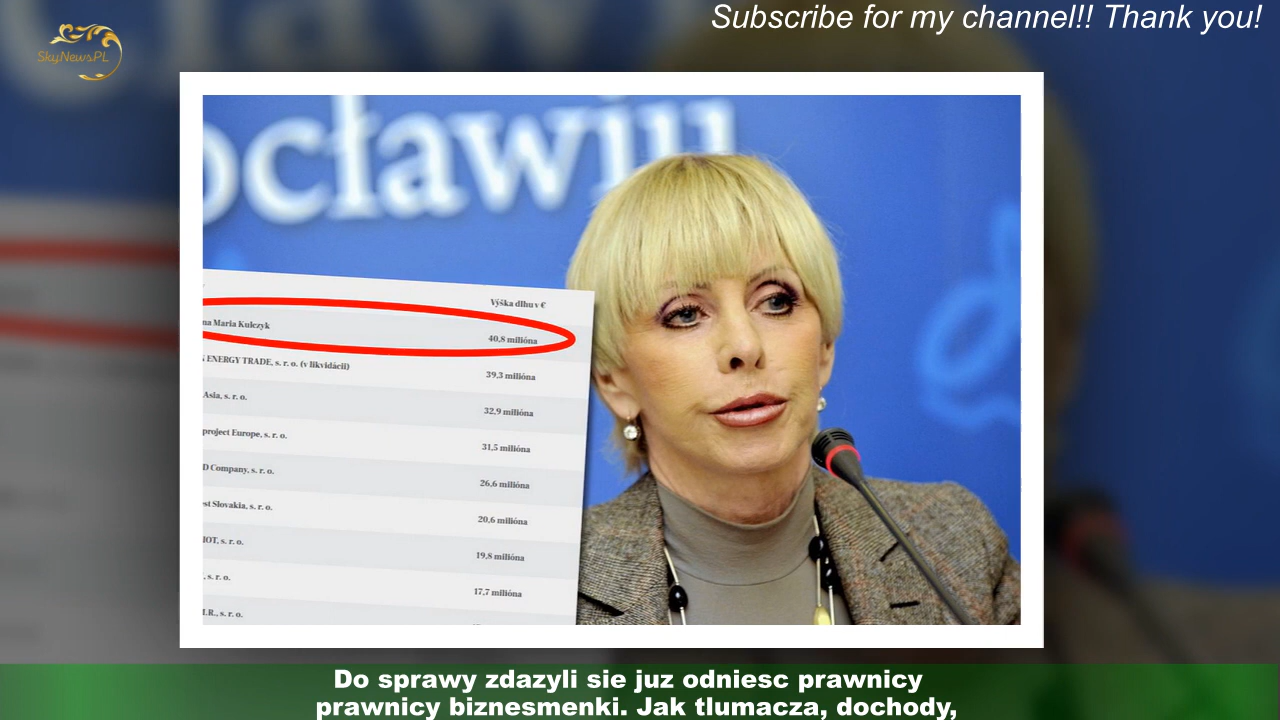 Subscribe for my channel!! Thank you!
SkyNewsPL
ocławiu
Výška dlhu v €
na Maria Kulczyk 40,8 milióna
ENERGY TRADE, s. r. o. (v likvidácii) 39,3 milióna
Asia, s. r. o. 32,9 milióna
project Europe, s. r. o. 31,5 milióna
D Company, s. r. o. 26,6 milióna
st Slovakia, s. r. o. 20,6 milióna
IOT, s. r. o. 19,8 milióna
, s. r. o. 17,7 milióna
I.R., s. r. o.
Do sprawy zdazyli sie juz odniesc prawnicy
prawnicy biznesmenki. Jak tlumacza, dochody,